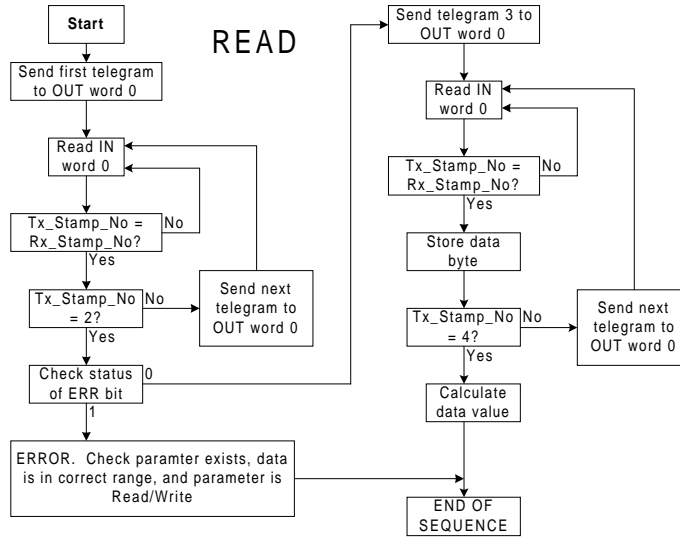 READ
Start
Send first telegram
to OUT word 0
Read IN
word 0
Tx_Stamp_No =
Rx_Stamp_No?
No
Yes
Tx_Stamp_No
= 2?
No
Yes
Send next
telegram to
OUT word 0
Check status
of ERR bit
0
1
ERROR. Check paramter exists, data
is in correct range, and parameter is
Read/Write
Send telegram 3 to
OUT word 0
Read IN
word 0
Tx_Stamp_No =
Rx_Stamp_No?
No
Yes
Store data
byte
Tx_Stamp_No
= 4?
No
Yes
Send next
telegram to
OUT word 0
Calculate
data value
END OF
SEQUENCE